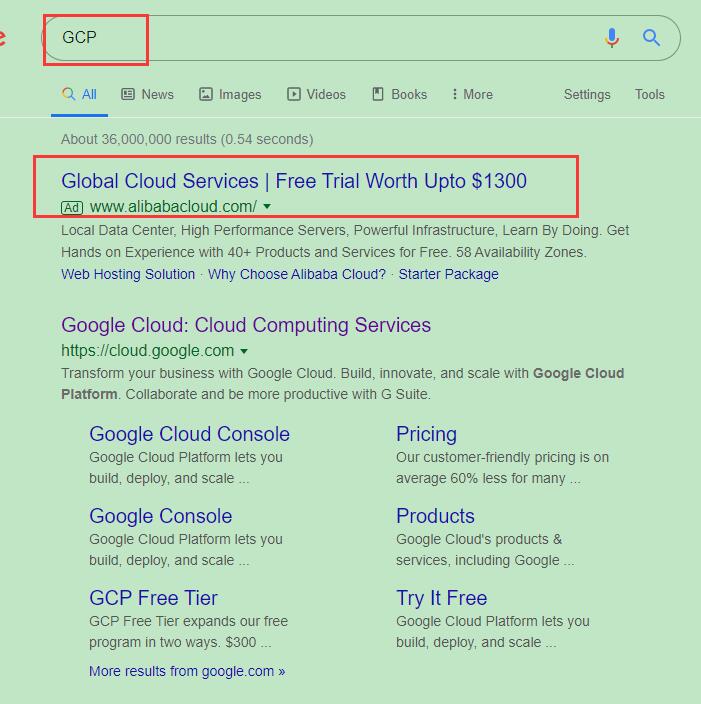 e GCP
All News Images Videos Books More Settings Tools
About 36,000,000 results (0.54 seconds)
Global Cloud Services | Free Trial Worth Upto $1300
Ad www.alibabacloud.com/
Local Data Center, High Performance Servers, Powerful Infrastructure, Learn By Doing. Get
Hands on Experience with 40+ Products and Services for Free. 58 Availability Zones.
Web Hosting Solution · Why Choose Alibaba Cloud? · Starter Package
Google Cloud: Cloud Computing Services
https://cloud.google.com
Transform your business with Google Cloud. Build, innovate, and scale with Google Cloud
Platform. Collaborate and be more productive with G Suite.
Google Cloud Console
Google Cloud Platform lets you
build, deploy, and scale ...
Pricing
Our customer-friendly pricing is on
average 60% less for many ...
Google Console
Google Cloud Platform lets you
build, deploy, and scale ...
Products
Google Cloud's products &
services, including Google ...
GCP Free Tier
GCP Free Tier expands our free
program in two ways. $300 ...
Try It Free
Google Cloud Platform lets you
build, deploy, and scale ...
More results from google.com »